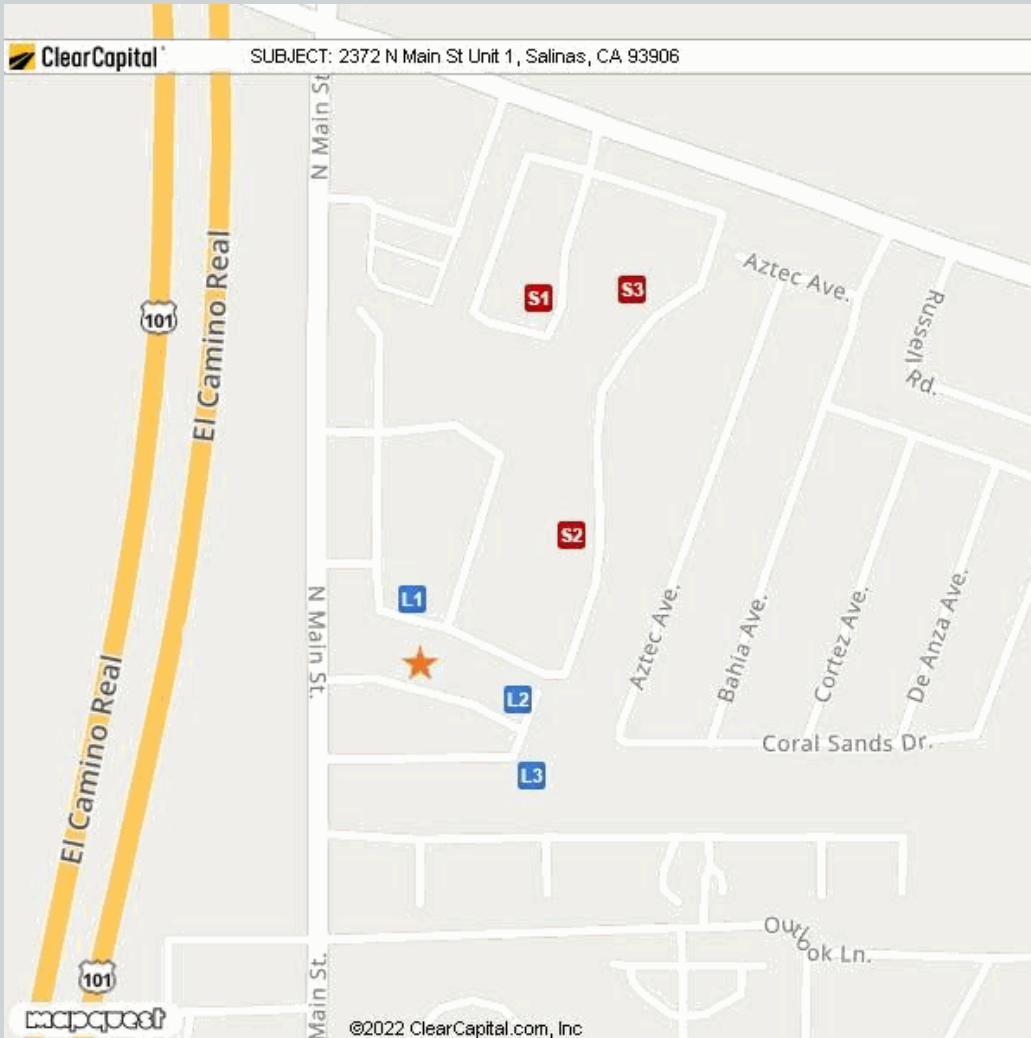 ClearCapital
SUBJECT: 2372 N Main St Unit 1, Salinas, CA 93906
N Main St
Aztec Ave.
El Camino Real
S1
S3
Russell Rd.
101
S2
L1
N Main St.
Aztec Ave.
Bahia Ave.
Cortez Ave.
De Anza Ave.
El Camino Real
L2
Coral Sands Dr.
L3
Outlook Ln.
101
Main St.
mapquest
©2022 ClearCapital.com, Inc